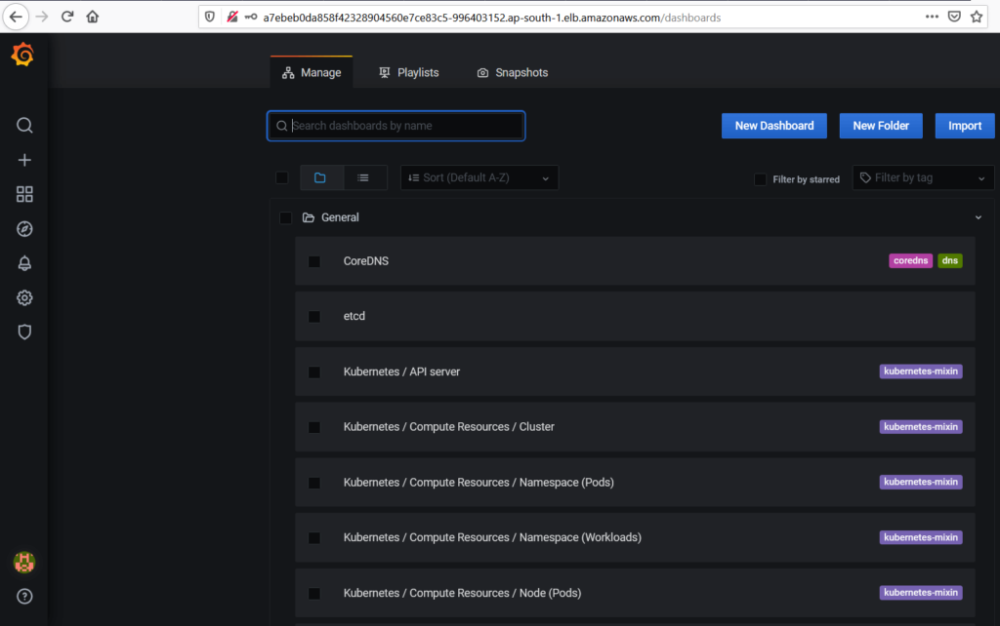 a7ebeb0da858f42328904560e7ce83c5-996403152.ap-south-1.elb.amazonaws.com/dashboards
Manage
Playlists
Snapshots
Search dashboards by name
New Dashboard
New Folder
Import
Sort (Default A-Z)
Filter by starred
Filter by tag
General
CoreDNS
coredns
dns
etcd
Kubernetes / API server
kubernetes-mixin
Kubernetes / Compute Resources / Cluster
kubernetes-mixin
Kubernetes / Compute Resources / Namespace (Pods)
kubernetes-mixin
Kubernetes / Compute Resources / Namespace (Workloads)
kubernetes-mixin
Kubernetes / Compute Resources / Node (Pods)
kubernetes-mixin